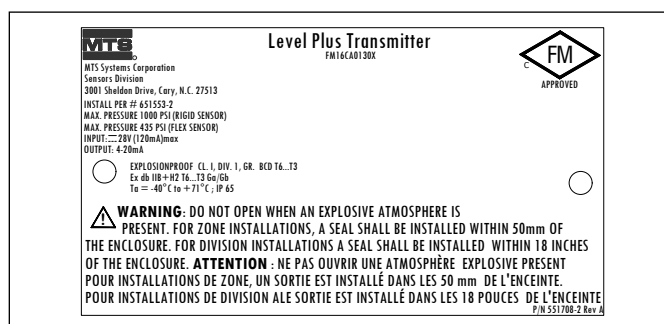 MTS
Level Plus Transmitter
FM16CA0130X
C FM
APPROVED
MTS Systems Corporation
Sensors Division
3001 Sheldon Drive, Cary, N.C. 27513
INSTALL PER # 651553-2
MAX. PRESSURE 1000 PSI (RIGID SENSOR)
MAX. PRESSURE 435 PSI (FLEX SENSOR)
INPUT: ⎓ 28V (120mA)max
OUTPUT: 4-20mA
EXPLOSIONPROOF CL. I, DIV. 1, GR. BCD T6...T3
Ex db IIB+H2 T6...T3 Ga/Gb
Ta = -40°C to +71°C ; IP 65
WARNING: DO NOT OPEN WHEN AN EXPLOSIVE ATMOSPHERE IS
PRESENT. FOR ZONE INSTALLATIONS, A SEAL SHALL BE INSTALLED WITHIN 50mm OF
THE ENCLOSURE. FOR DIVISION INSTALLATIONS A SEAL SHALL BE INSTALLED WITHIN 18 INCHES
OF THE ENCLOSURE. ATTENTION : NE PAS OUVRIR UNE ATMOSPHÈRE EXPLOSIVE PRESENT
POUR INSTALLATIONS DE ZONE, UN SORTIE EST INSTALLÉ DANS LES 50 mm DE L'ENCEINTE.
POUR INSTALLATIONS DE DIVISION ALE SORTIE EST INSTALLÉ DANS LES 18 POUCES DE L'ENCEINTE
P/N 551708-2 Rev A